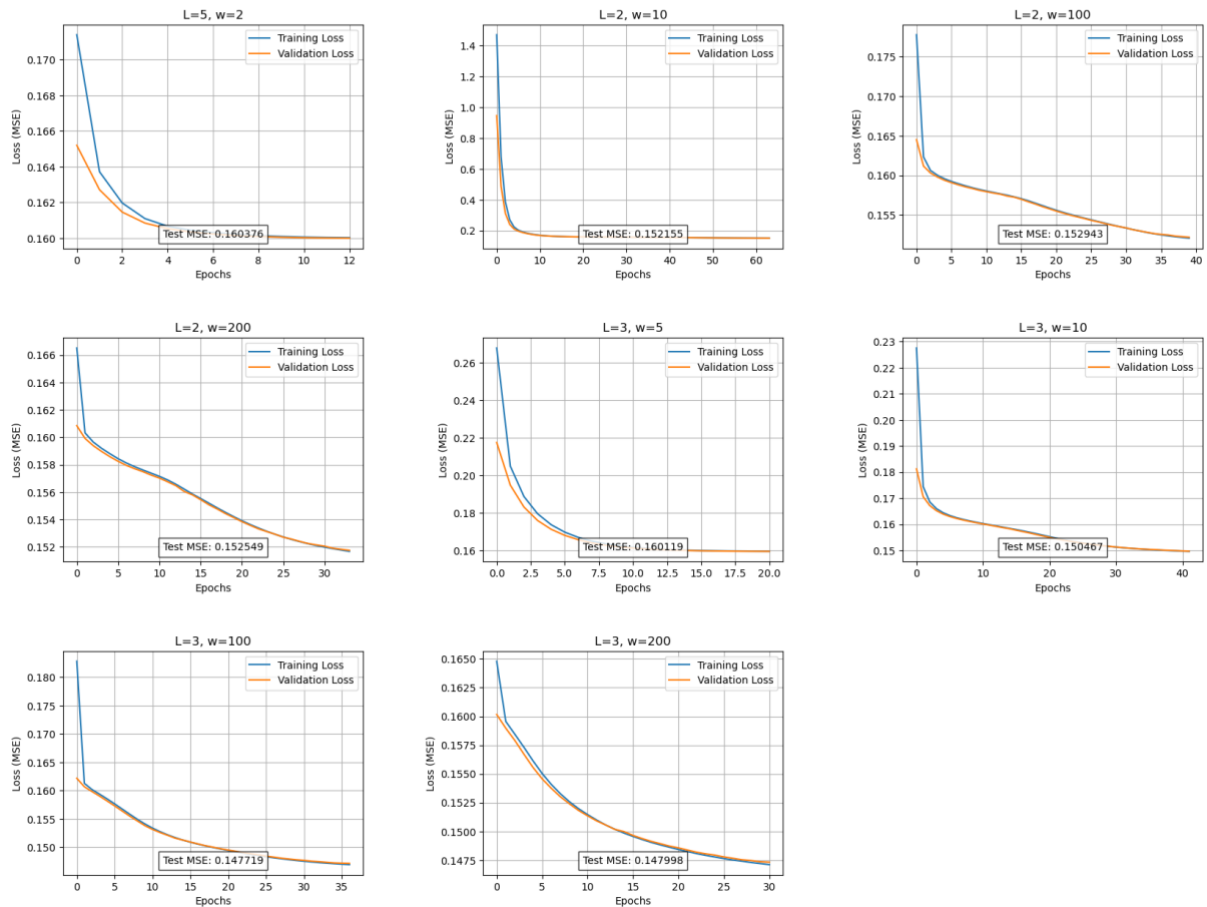 L=5, w=2
Training Loss
Validation Loss
0.170
0.168
0.166
0.164
0.162
0.160
Loss (MSE)
Test MSE: 0.160376
0 2 4 6 8 10 12
Epochs
L=2, w=10
Training Loss
Validation Loss
1.4
1.2
1.0
0.8
0.6
0.4
0.2
Loss (MSE)
Test MSE: 0.152155
0 10 20 30 40 50 60
Epochs
L=2, w=100
Training Loss
Validation Loss
0.175
0.170
0.165
0.160
0.155
Loss (MSE)
Test MSE: 0.152943
0 5 10 15 20 25 30 35 40
Epochs
L=2, w=200
Training Loss
Validation Loss
0.166
0.164
0.162
0.160
0.158
0.156
0.154
0.152
Loss (MSE)
Test MSE: 0.152549
0 5 10 15 20 25 30
Epochs
L=3, w=5
Training Loss
Validation Loss
0.26
0.24
0.22
0.20
0.18
0.16
Loss (MSE)
Test MSE: 0.160119
0.0 2.5 5.0 7.5 10.0 12.5 15.0 17.5 20.0
Epochs
L=3, w=10
Training Loss
Validation Loss
0.23
0.22
0.21
0.20
0.19
0.18
0.17
0.16
0.15
Loss (MSE)
Test MSE: 0.150467
0 10 20 30 40
Epochs
L=3, w=100
Training Loss
Validation Loss
0.180
0.175
0.170
0.165
0.160
0.155
0.150
Loss (MSE)
Test MSE: 0.147719
0 5 10 15 20 25 30 35
Epochs
L=3, w=200
Training Loss
Validation Loss
0.1650
0.1625
0.1600
0.1575
0.1550
0.1525
0.1500
0.1475
Loss (MSE)
Test MSE: 0.147998
0 5 10 15 20 25 30
Epochs